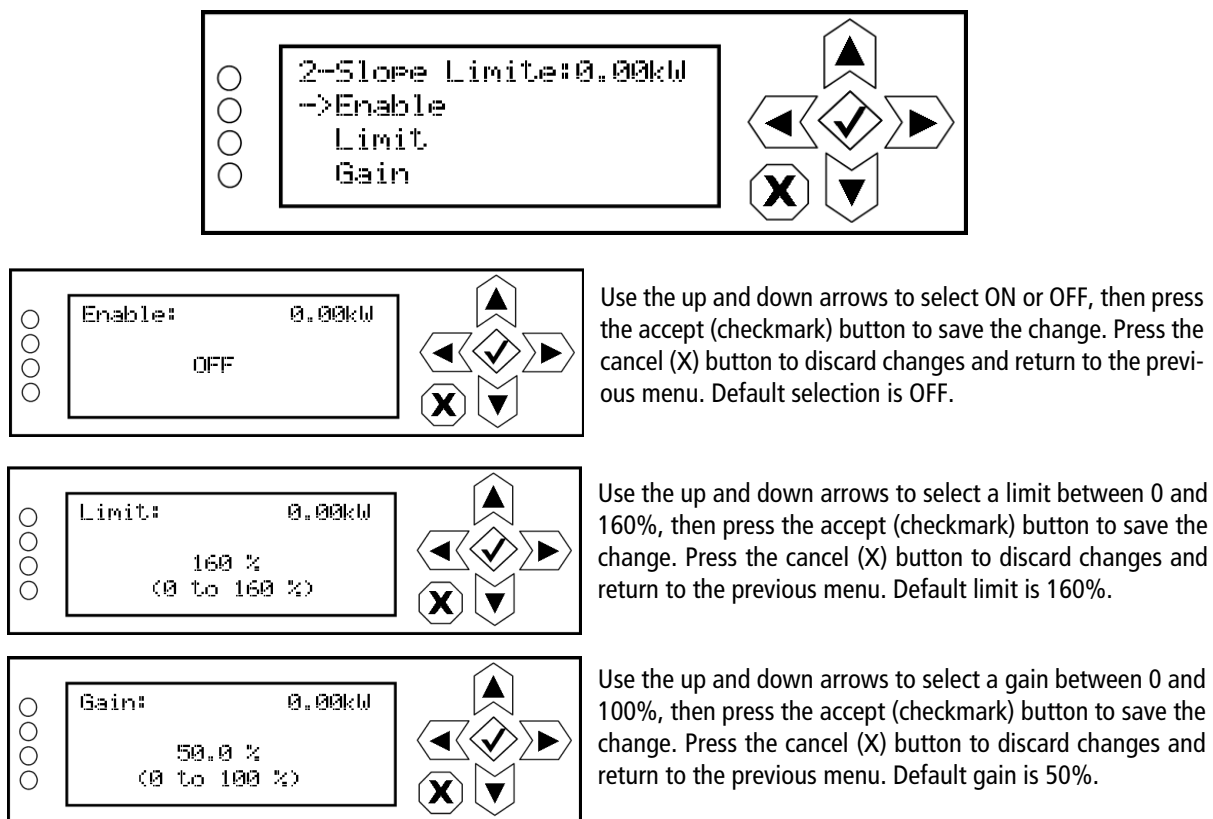 2-Slope Limite:0.00kW
->Enable
Limit
Gain
X
Enable: 0.00kW
OFF
X
Use the up and down arrows to select ON or OFF, then press
the accept (checkmark) button to save the change. Press the
cancel (X) button to discard changes and return to the previ-
ous menu. Default selection is OFF.
Limit: 0.00kW
160 %
(0 to 160 %)
X
Use the up and down arrows to select a limit between 0 and
160%, then press the accept (checkmark) button to save the
change. Press the cancel (X) button to discard changes and
return to the previous menu. Default limit is 160%.
Gain: 0.00kW
50.0 %
(0 to 100 %)
X
Use the up and down arrows to select a gain between 0 and
100%, then press the accept (checkmark) button to save the
change. Press the cancel (X) button to discard changes and
return to the previous menu. Default gain is 50%.